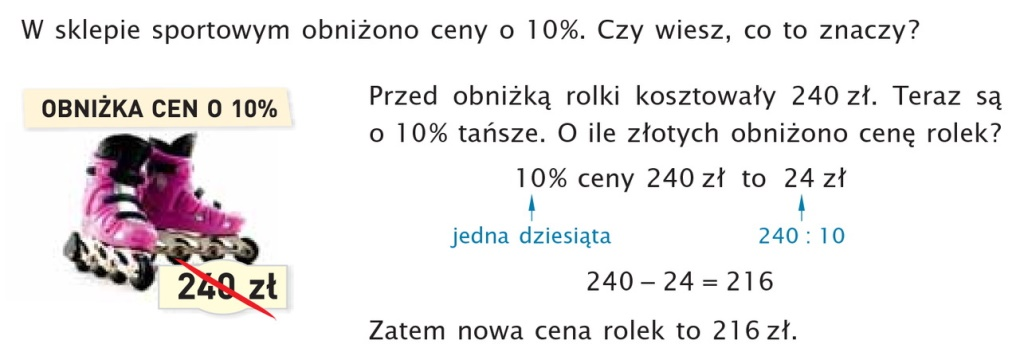 W sklepie sportowym obniżono ceny o 10%. Czy wiesz, co to znaczy?
OBNIŻKA CEN O 10%
240 zł
Przed obniżką rolki kosztowały 240 zł. Teraz są
o 10% tańsze. O ile złotych obniżono cenę rolek?
10% ceny 240 zł to 24 zł
jedna dziesiąta 240 : 10
240 – 24 = 216
Zatem nowa cena rolek to 216 zł.